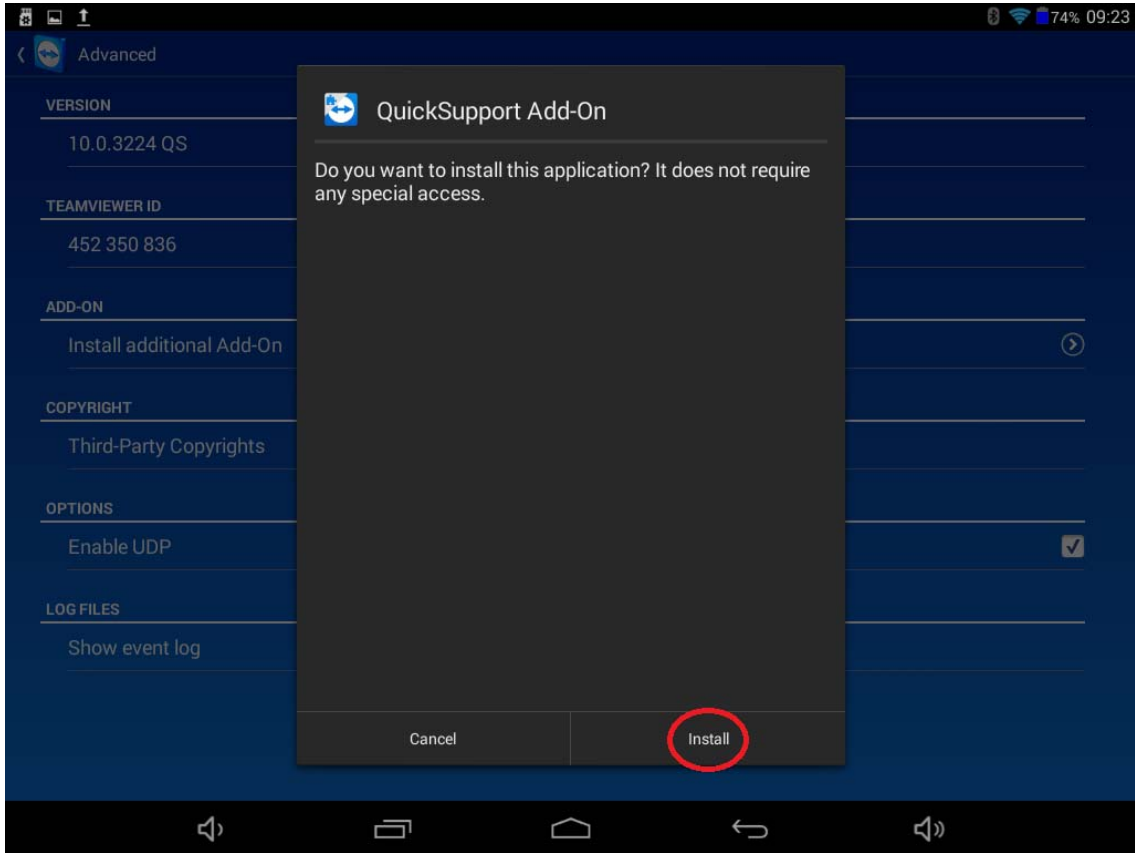 74% 09:23
Advanced
VERSION
10.0.3224 QS
TEAMVIEWER ID
452 350 836
ADD-ON
Install additional Add-On
COPYRIGHT
Third-Party Copyrights
OPTIONS
Enable UDP
LOG FILES
Show event log
QuickSupport Add-On
Do you want to install this application? It does not require
any special access.
Cancel
Install